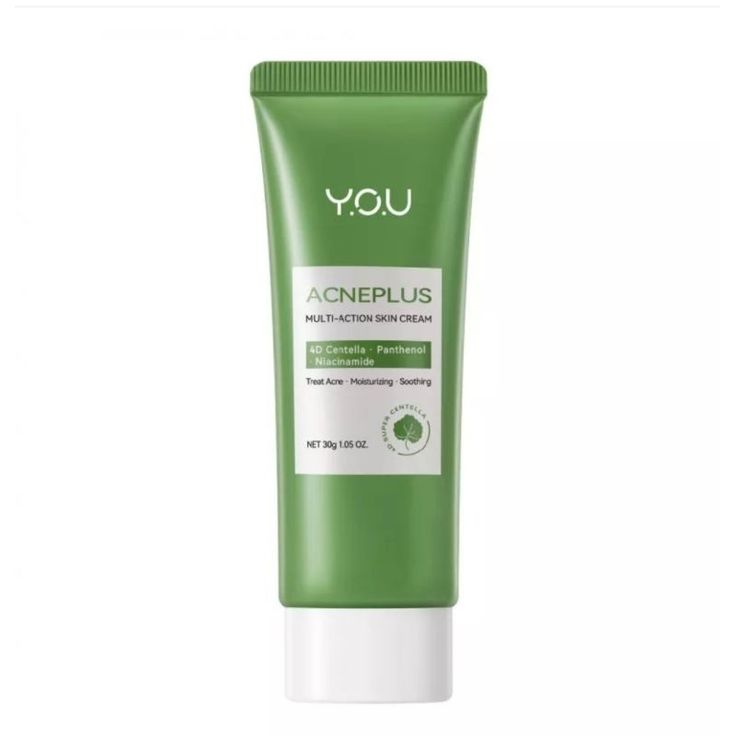 Y.O.U
ACNEPLUS
MULTI-ACTION SKIN CREAM
4D Centella · Panthenol
· Niacinamide
Treat Acne · Moisturizing · Soothing
4D SUPER CENTELLA
NET 30g 1.05 OZ.